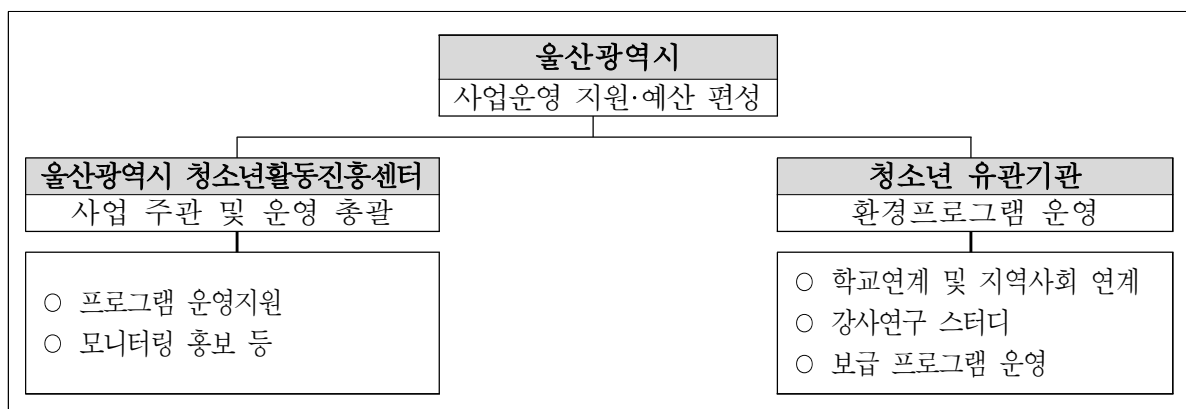 울산광역시
사업운영 지원·예산 편성
울산광역시 청소년활동진흥센터
사업 주관 및 운영 총괄
○ 프로그램 운영지원
○ 모니터링 홍보 등
청소년 유관기관
환경프로그램 운영
○ 학교연계 및 지역사회 연계
○ 강사연구 스터디
○ 보급 프로그램 운영